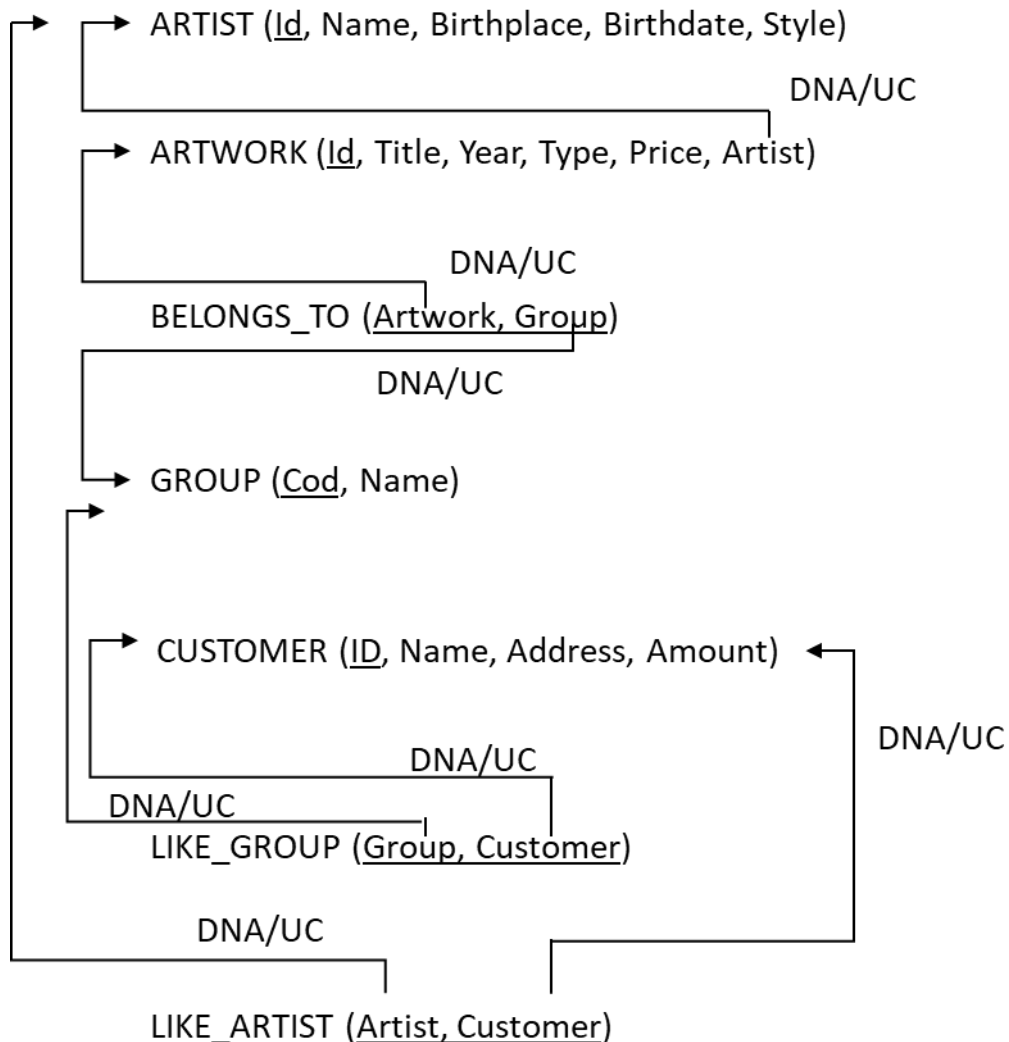 ARTIST (Id, Name, Birthplace, Birthdate, Style)
DNA/UC
ARTWORK (Id, Title, Year, Type, Price, Artist)
DNA/UC
BELONGS_TO (Artwork, Group)
DNA/UC
GROUP (Cod, Name)
CUSTOMER (ID, Name, Address, Amount)
DNA/UC
DNA/UC
DNA/UC
LIKE_GROUP (Group, Customer)
DNA/UC
LIKE_ARTIST (Artist, Customer)